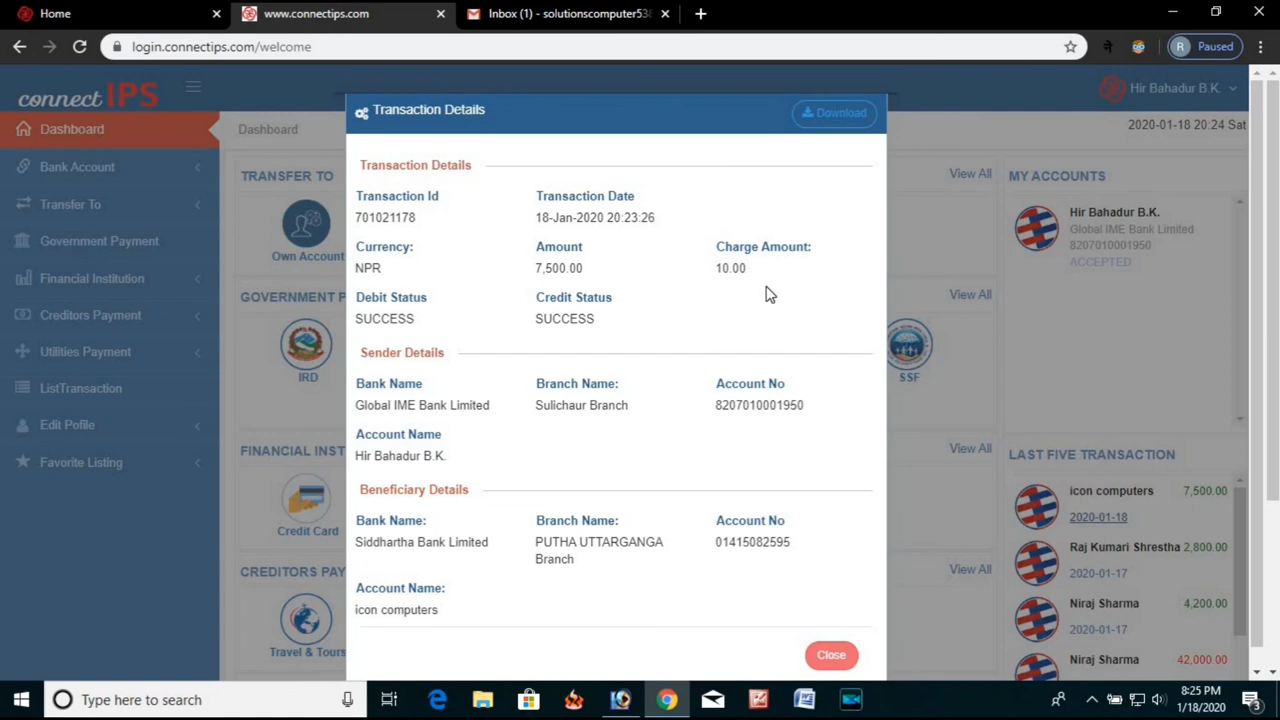 Home
www.connectips.com
Inbox (1) - solutionscomputer538
login.connectips.com/welcome
R Paused
connectIPS
Hir Bahadur B.K.
Dashboard
Bank Account
Transfer To
Government Payment
Financial Institution
Creditors Payment
Utilities Payment
ListTransaction
Edit Pofile
Favorite Listing
Dashboard
2020-01-18 20:24 Sat
TRANSFER TO
View All
Own Account
GOVERNMENT P
View All
IRD
SSF
FINANCIAL INST
View All
Credit Card
CREDITORS PAY
View All
Travel & Tours
Transaction Details
Download
Transaction Details
Transaction Id
Transaction Date
701021178
18-Jan-2020 20:23:26
Currency:
Amount
Charge Amount:
NPR
7,500.00
10.00
Debit Status
Credit Status
SUCCESS
SUCCESS
Sender Details
Bank Name
Branch Name:
Account No
Global IME Bank Limited
Sulichaur Branch
8207010001950
Account Name
Hir Bahadur B.K.
Beneficiary Details
Bank Name:
Branch Name:
Account No
Siddhartha Bank Limited
PUTHA UTTARGANGA
Branch
01415082595
Account Name:
icon computers
Close
MY ACCOUNTS
Hir Bahadur B.K.
Global IME Bank Limited
8207010001950
ACCEPTED
LAST FIVE TRANSACTION
icon computers 7,500.00
2020-01-18
Raj Kumari Shrestha 2,800.00
2020-01-17
Niraj Sharma 4,200.00
2020-01-17
Niraj Sharma 42,000.00
Type here to search
8:25 PM
1/18/2020
3